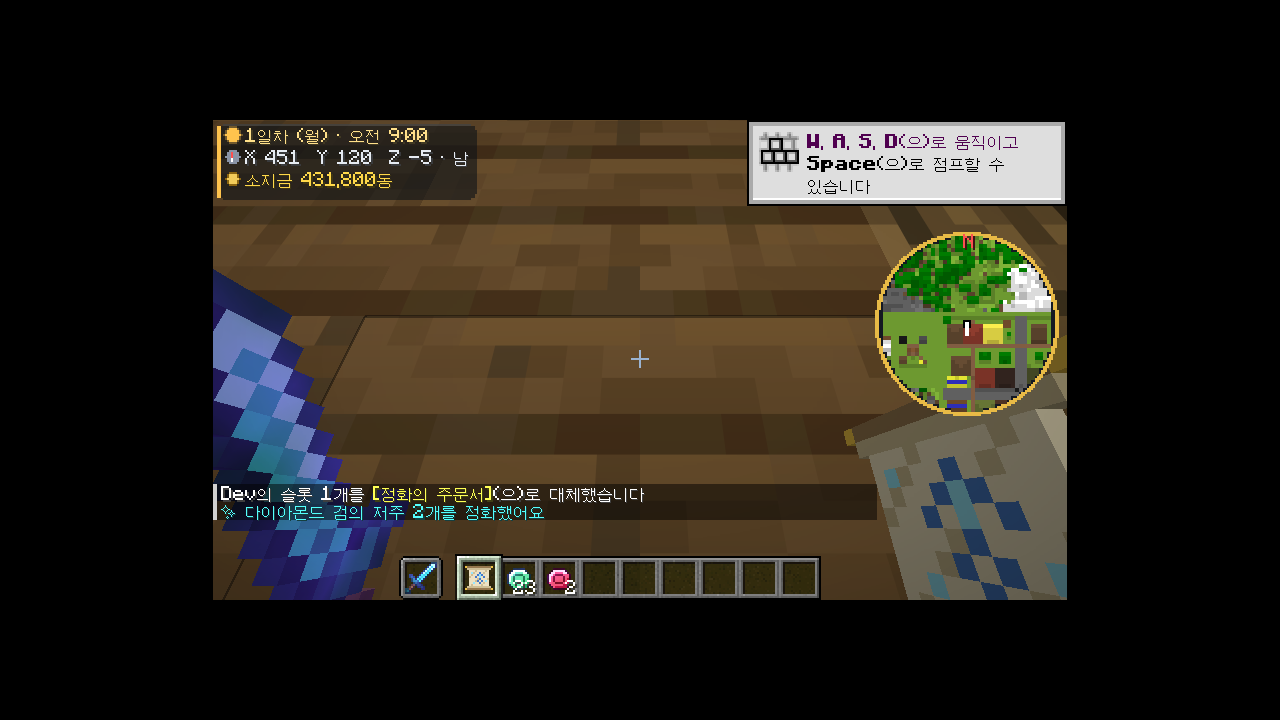 1일차 (월) · 오전 9:00
X 451 Y 120 Z -5 · 남
소지금 431,800동
W, A, S, D(으)로 움직이고
Space(으)로 점프할 수
있습니다
N
Dev의 슬롯 1개를 [정화의 주문서](으)로 대체했습니다
다이아몬드 검의 저주 2개를 정화했어요
23
2